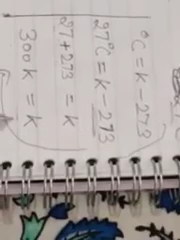 °C = K - 273
27°C = K - 273
27 + 273 = K
300 K = K